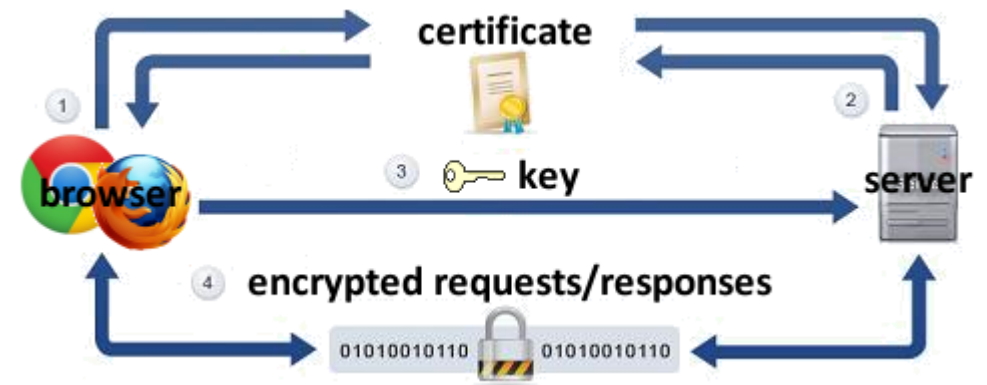 certificate
1
2
3
key
browser
server
4
encrypted requests/responses
01010010110
01010010110